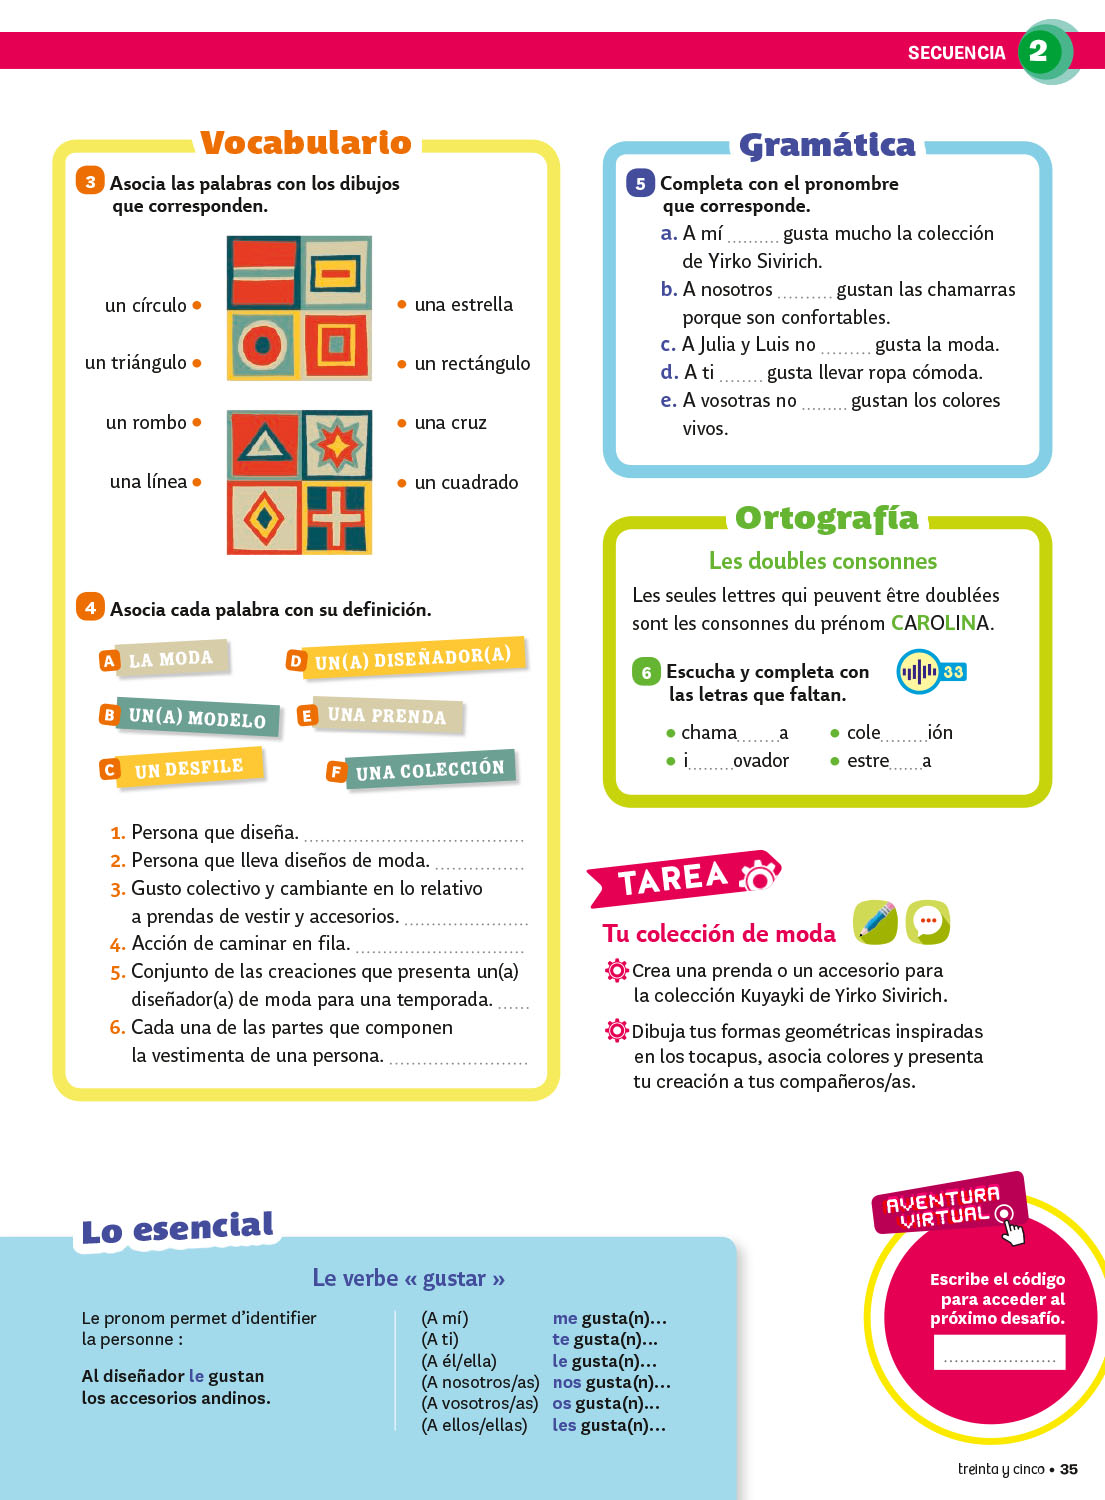 SECUENCIA 2
Vocabulario
3 Asocia las palabras con los dibujos
que corresponden.
un círculo •
un triángulo •
un rombo •
una línea •
• una estrella
• un rectángulo
• una cruz
• un cuadrado
4 Asocia cada palabra con su definición.
A LA MODA
D UN(A) DISEÑADOR(A)
B UN(A) MODELO
E UNA PRENDA
C UN DESFILE
F UNA COLECCIÓN
1. Persona que diseña. ........................................
2. Persona que lleva diseños de moda. ................
3. Gusto colectivo y cambiante en lo relativo
a prendas de vestir y accesorios. ......................
4. Acción de caminar en fila. ..............................
5. Conjunto de las creaciones que presenta un(a)
diseñador(a) de moda para una temporada. ......
6. Cada una de las partes que componen
la vestimenta de una persona. .........................
Gramática
5 Completa con el pronombre
que corresponde.
a. A mí .......... gusta mucho la colección
de Yirko Sivirich.
b. A nosotros .......... gustan las chamarras
porque son confortables.
c. A Julia y Luis no ......... gusta la moda.
d. A ti ........ gusta llevar ropa cómoda.
e. A vosotras no ........ gustan los colores
vivos.
Ortografía
Les doubles consonnes
Les seules lettres qui peuvent être doublées
sont les consonnes du prénom CAROLINA.
6 Escucha y completa con
las letras que faltan.
33
• chama........a
• i........ovador
• cole.........ión
• estre......a
TAREA
Tu colección de moda
Crea una prenda o un accesorio para
la colección Kuyayki de Yirko Sivirich.
Dibuja tus formas geométricas inspiradas
en los tocapus, asocia colores y presenta
tu creación a tus compañeros/as.
Lo esencial
Le verbe « gustar »
Le pronom permet d'identifier
la personne :
Al diseñador le gustan
los accesorios andinos.
(A mí) me gusta(n)...
(A ti) te gusta(n)...
(A él/ella) le gusta(n)...
(A nosotros/as) nos gusta(n)...
(A vosotros/as) os gusta(n)...
(A ellos/ellas) les gusta(n)...
AVENTURA
VIRTUAL
Escribe el código
para acceder al
próximo desafío.
.....................
treinta y cinco • 35